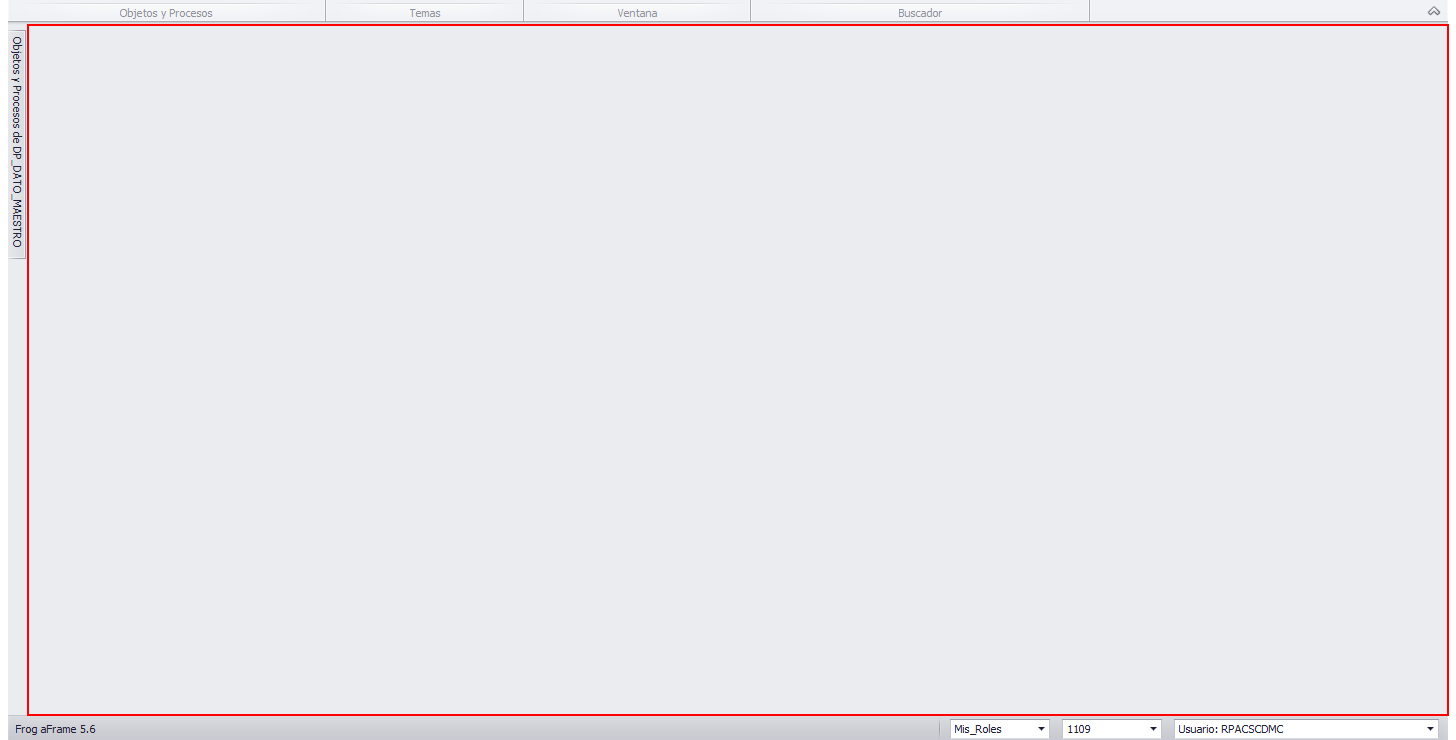 Objetos y Procesos
Temas
Ventana
Buscador
Objetos y Procesos de DP_DATO_MAESTRO
Frog aFrame 5.6
Mis_Roles
1109
Usuario: RPACSCDMC